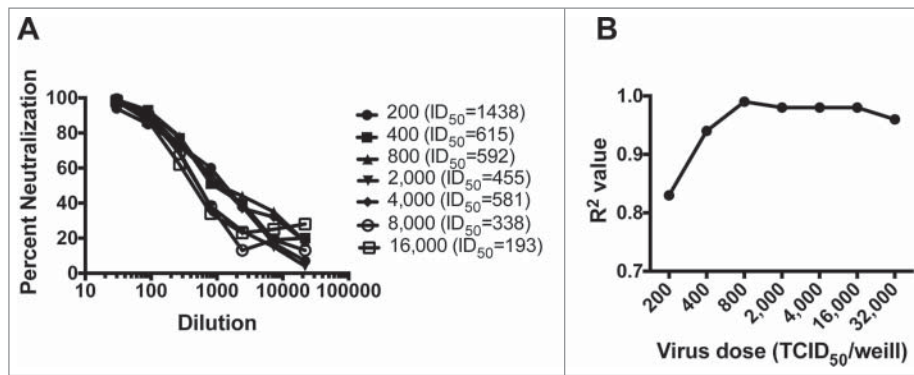 A
Percent Neutralization
100
80
60
40
20
0
10
100
1000
10000
100000
Dilution
200 (ID50=1438)
400 (ID50=615)
800 (ID50=592)
2,000 (ID50=455)
4,000 (ID50=581)
8,000 (ID50=338)
16,000 (ID50=193)
B
R² value
1.0
0.9
0.8
0.7
200
400
800
2,000
4,000
16,000
32,000
Virus dose (TCID50/weill)